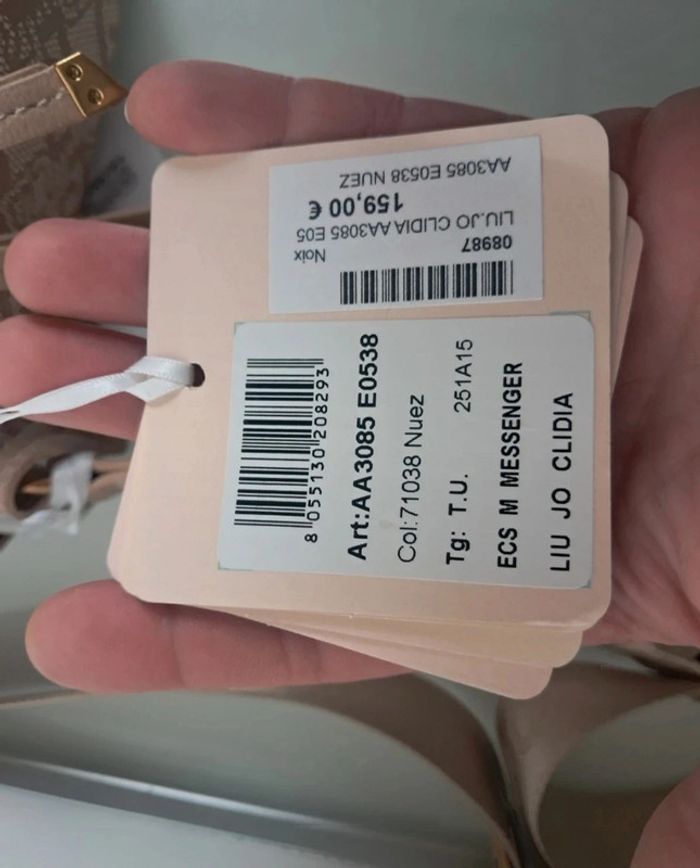 AA3085 E0538 NUEZ
159,00 €
LIU.JO CLIDIA AA3085 E05
08987
Noix
8 055130 208293
Art:AA3085 E0538
Col:71038 Nuez
Tg: T.U. 251A15
ECS M MESSENGER
LIU JO CLIDIA